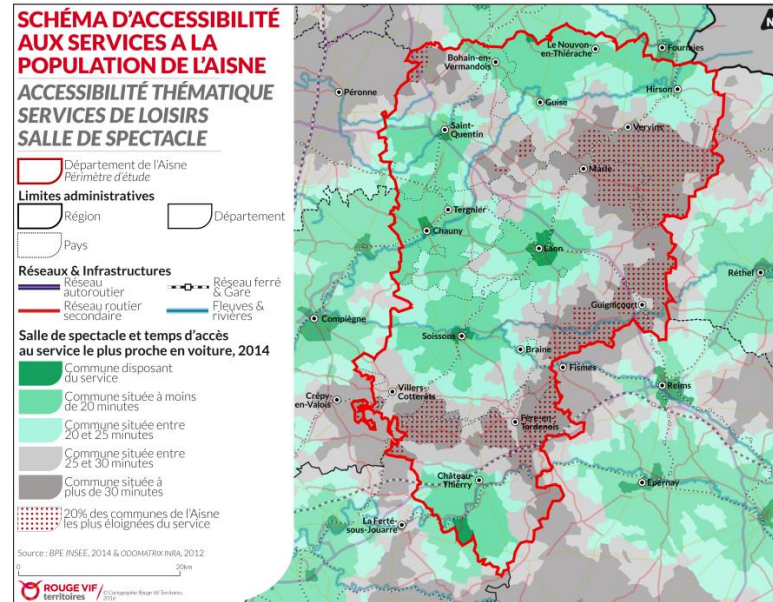 SCHÉMA D'ACCESSIBILITÉ
AUX SERVICES A LA
POPULATION DE L'AISNE
ACCESSIBILITÉ THÉMATIQUE
SERVICES DE LOISIRS
SALLE DE SPECTACLE
Département de l'Aisne
Périmètre d'étude
Limites administratives
Région
Département
Pays
Réseaux & Infrastructures
Réseau
autoroutier
Réseau ferré
& Gare
Réseau routier
secondaire
Fleuves &
rivières
Salle de spectacle et temps d'accès
au service le plus proche en voiture, 2014
Commune disposant
du service
Commune située à moins
de 20 minutes
Commune située entre
20 et 25 minutes
Commune située entre
25 et 30 minutes
Commune située à
plus de 30 minutes
20% des communes de l'Aisne
les plus éloignées du service
Source : BPE INSEE, 2014 & ODOMATRIX INRA, 2012
0 20km
ROUGE VIF
territoires
© Cartographie Rouge Vif Territoires,
2016
N
Le Nouvion-
en-Thiérache
Fourmies
Bohain-en-
Vermandois
Péronne
Hirson
Guise
Saint-
Quentin
Vervins
Marle
Tergnier
Chauny
Laon
Réthel
Guignicourt
Compiègne
Soissons
Braine
Fismes
Reims
Crépy-
en-Valois
Villers-
Cotterêts
Fère-en-
Tardenois
Château-
Thierry
Epernay
La Ferté-
sous-Jouarre